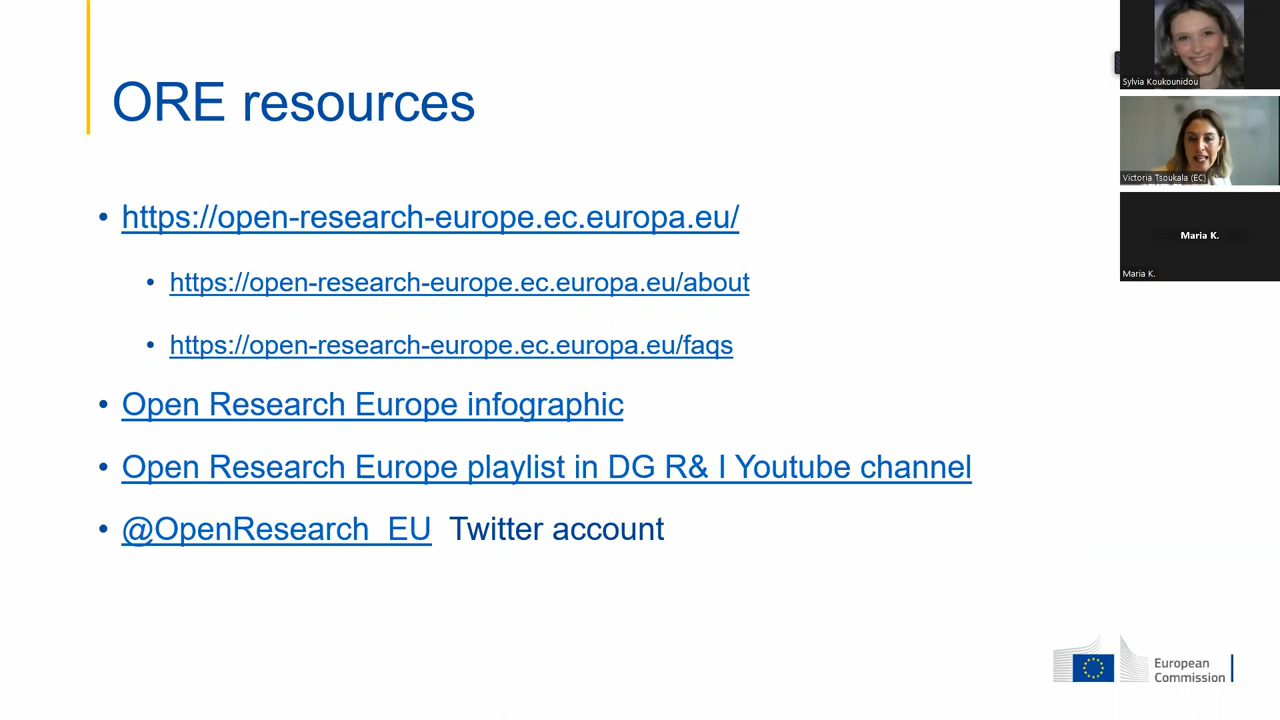 ORE resources
• https://open-research-europe.ec.europa.eu/
• https://open-research-europe.ec.europa.eu/about
• https://open-research-europe.ec.europa.eu/faqs
• Open Research Europe infographic
• Open Research Europe playlist in DG R& I Youtube channel
• @OpenResearch_EU Twitter account
Sylvia Koukounidou
Victoria Tsoukala (EC)
Maria K.
Maria K.
European
Commission